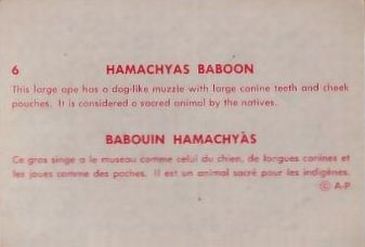 6 HAMACHYAS BABOON
This large ape has a dog-like muzzle with large canine teeth and cheek
pouches. It is considered a sacred animal by the natives.
BABOUIN HAMACHYÀS
Ce gros singe a le museau comme celui du chien, de longues canines et
les joues comme des poches. Il est un animal sacré pour les indigènes.
© A-P